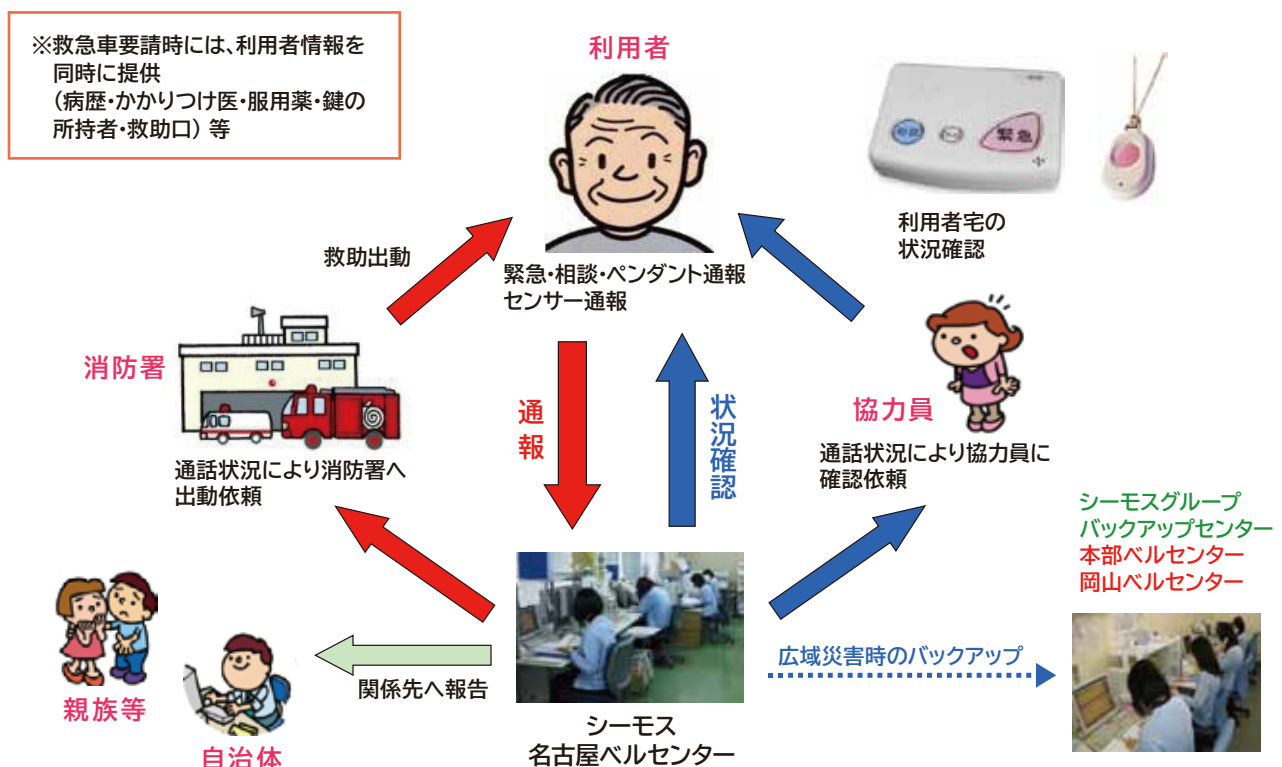 ※救急車要請時には、利用者情報を
同時に提供
（病歴・かかりつけ医・服用薬・鍵の
所持者・救助口）等
利用者
緊急
利用者宅の
状況確認
救助出動
緊急・相談・ペンダント通報
センサー通報
消防署
通報
状況確認
協力員
通話状況により消防署へ
出動依頼
通話状況により協力員に
確認依頼
シーモスグループ
バックアップセンター
本部ベルセンター
岡山ベルセンター
広域災害時のバックアップ
関係先へ報告
親族等
自治体
シーモス
名古屋ベルセンター